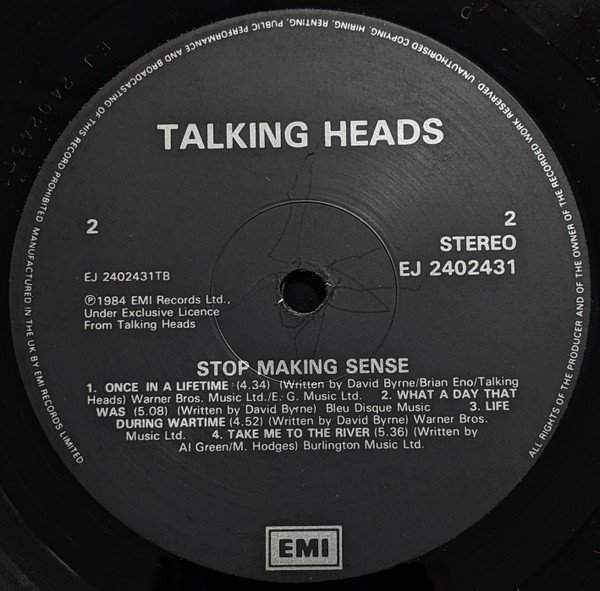 MANUFACTURED IN THE UK BY EMI RECORDS LIMITED
UNAUTHORISED COPYING, HIRING, RENTING, PUBLIC PERFORMANCE AND BROADCASTING OF THIS RECORD PROHIBITED
ALL RIGHTS OF THE PRODUCER AND OF THE OWNER OF THE RECORDED WORK RESERVED.
TALKING HEADS
2
2
STEREO
EJ 2402431
EJ 2402431TB
℗1984 EMI Records Ltd.,
Under Exclusive Licence
From Talking Heads
STOP MAKING SENSE
1. ONCE IN A LIFETIME (4.34) (Written by David Byrne/Brian Eno/Talking
Heads) Warner Bros. Music Ltd./E. G. Music Ltd. 2. WHAT A DAY THAT
WAS (5.08) (Written by David Byrne) Bleu Disque Music 3. LIFE
DURING WARTIME (4.52) (Written by David Byrne) Warner Bros.
Music Ltd. 4. TAKE ME TO THE RIVER (5.36) (Written by
Al Green/M. Hodges) Burlington Music Ltd.
EMI